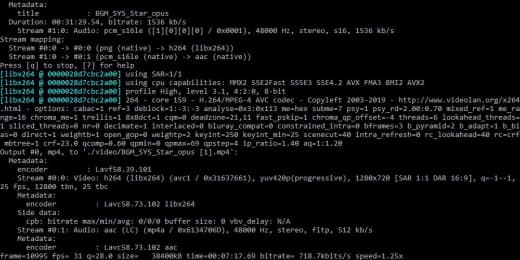 title : BGM_SYS_Star_opus
Duration: 00:31:29.54, bitrate: 1536 kb/s
Stream #1:0: Audio: pcm_s16le ([1][0][0][0] / 0x0001), 48000 Hz, stereo, s16, 1536 kb/s
Stream mapping:
Stream #0:0 -> #0:0 (png (native) -> h264 (libx264))
Stream #1:0 -> #0:1 (pcm_s16le (native) -> aac (native))
Press [q] to stop, [?] for help
[libx264 @ 0000028d7cbc2a00] using SAR=1/1
[libx264 @ 0000028d7cbc2a00] using cpu capabilities: MMX2 SSE2Fast SSSE3 SSE4.2 AVX FMA3 BMI2 AVX2
[libx264 @ 0000028d7cbc2a00] profile High, level 3.1, 4:2:0, 8-bit
[libx264 @ 0000028d7cbc2a00] 264 - core 159 - H.264/MPEG-4 AVC codec - Copyleft 2003-2019 - http://www.videolan.org/x264
.html - options: cabac=1 ref=3 deblock=1:-3:-3 analyse=0x3:0x113 me=hex subme=7 psy=1 psy_rd=2.00:0.70 mixed_ref=1 me_ra
nge=16 chroma_me=1 trellis=1 8x8dct=1 cqm=0 deadzone=21,11 fast_pskip=1 chroma_qp_offset=-4 threads=6 lookahead_threads=
1 sliced_threads=0 nr=0 decimate=1 interlaced=0 bluray_compat=0 constrained_intra=0 bframes=3 b_pyramid=2 b_adapt=1 b_bi
as=0 direct=1 weightb=1 open_gop=0 weightp=2 keyint=250 keyint_min=25 scenecut=40 intra_refresh=0 rc_lookahead=40 rc=crf
mbtree=1 crf=23.0 qcomp=0.60 qpmin=0 qpmax=69 qpstep=4 ip_ratio=1.40 aq=1:1.20
Output #0, mp4, to './video/BGM_SYS_Star_opus [1].mp4':
Metadata:
encoder : Lavf58.39.101
Stream #0:0: Video: h264 (libx264) (avc1 / 0x31637661), yuv420p(progressive), 1280x720 [SAR 1:1 DAR 16:9], q=-1--1,
25 fps, 12800 tbn, 25 tbc
Metadata:
encoder : Lavc58.73.102 libx264
Side data:
cpb: bitrate max/min/avg: 0/0/0 buffer size: 0 vbv_delay: N/A
Stream #0:1: Audio: aac (LC) (mp4a / 0x6134706D), 48000 Hz, stereo, fltp, 512 kb/s
Metadata:
encoder : Lavc58.73.102 aac
frame=10995 fps= 31 q=28.0 size= 38400kB time=00:07:17.69 bitrate= 718.7kbits/s speed=1.25x